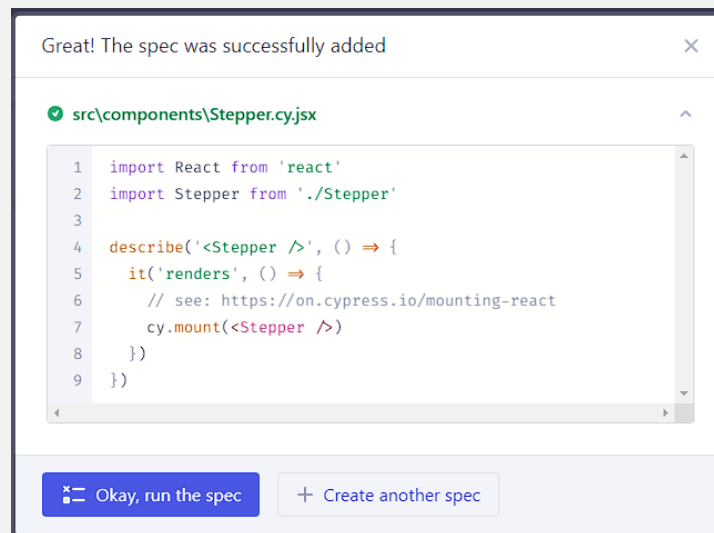 Great! The spec was successfully added
src\components\Stepper.cy.jsx
1 import React from 'react'
2 import Stepper from './Stepper'
3
4 describe('<Stepper />', () => {
5   it('renders', () => {
6     // see: https://on.cypress.io/mounting-react
7     cy.mount(<Stepper />)
8   })
9 })
Okay, run the spec
Create another spec